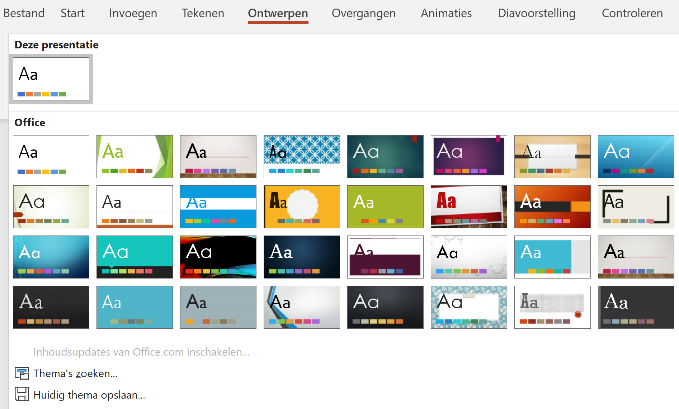 Bestand Start Invoegen Tekenen Ontwerpen Overgangen Animaties Diavoorstelling Controleren
Deze presentatie
Aa
Office
Aa Aa Aa Aa Aa Aa Aa Aa
Aa Aa Aa Aa Aa Aa Aa Aa
Aa Aa Aa Aa Aa Aa Aa Aa
Aa Aa Aa Aa Aa Aa Aa Aa
Inhoudsupdates van Office.com inschakelen...
Thema's zoeken...
Huidig thema opslaan...